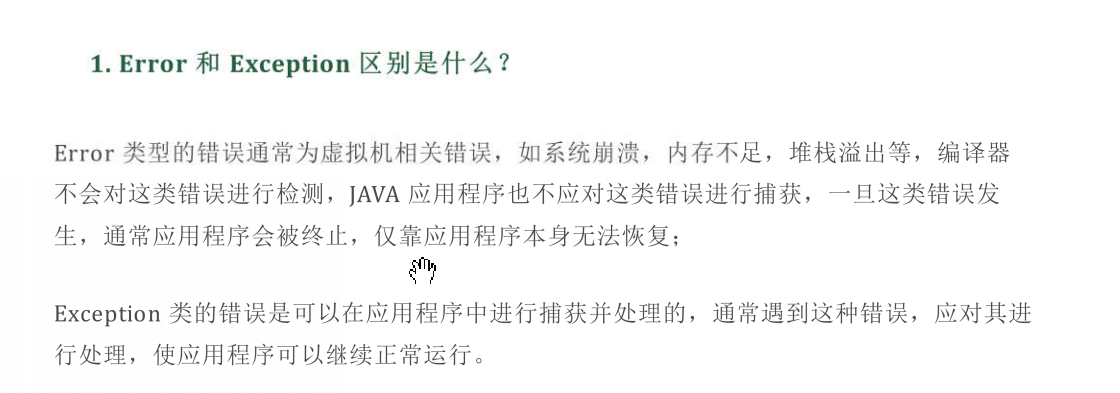 1. Error 和 Exception 区别是什么？
Error 类型的错误通常为虚拟机相关错误，如系统崩溃，内存不足，堆栈溢出等，编译器
不会对这类错误进行检测，JAVA 应用程序也不应对这类错误进行捕获，一旦这类错误发
生，通常应用程序会被终止，仅靠应用程序本身无法恢复；
Exception 类的错误是可以在应用程序中进行捕获并处理的，通常遇到这种错误，应对其进
行处理，使应用程序可以继续正常运行。